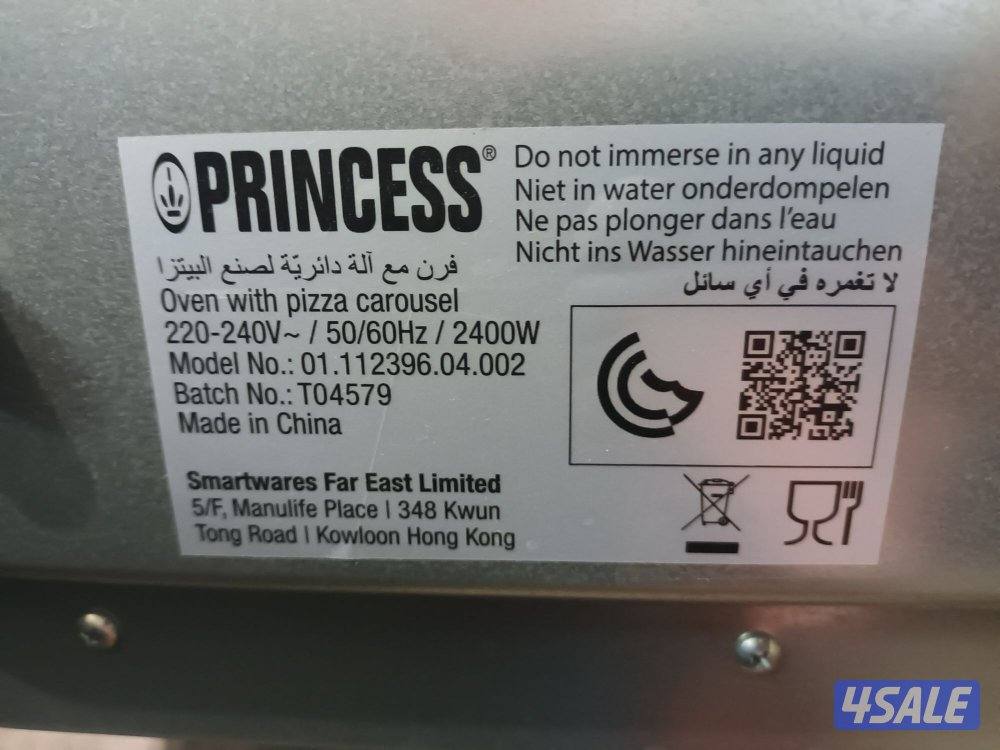 PRINCESS®
فرن مع آلة دائريّة لصنع البيتزا
Oven with pizza carousel
220-240V~ / 50/60Hz / 2400W
Model No.: 01.112396.04.002
Batch No.: T04579
Made in China
Smartwares Far East Limited
5/F, Manulife Place | 348 Kwun
Tong Road | Kowloon Hong Kong
Do not immerse in any liquid
Niet in water onderdompelen
Ne pas plonger dans l'eau
Nicht ins Wasser hineintauchen
لا تغمره في أي سائل
4SALE